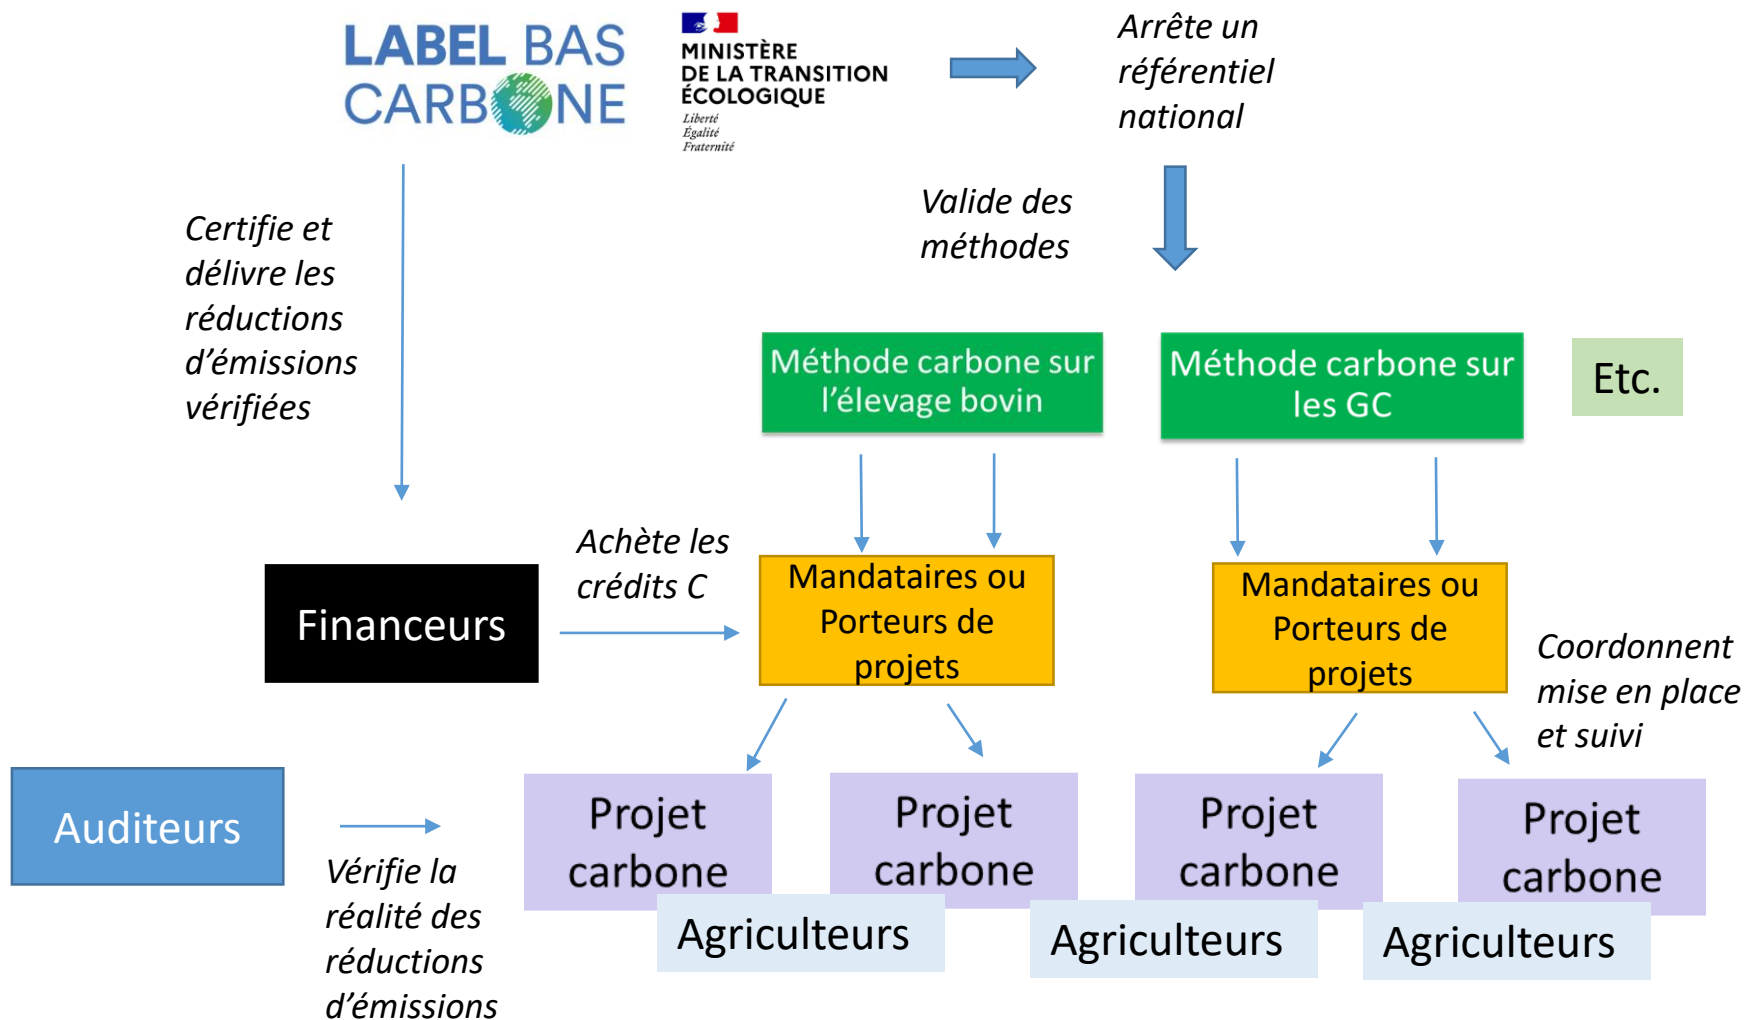 LABEL BAS
CARBONE
MINISTÈRE
DE LA TRANSITION
ÉCOLOGIQUE
Liberté
Égalité
Fraternité
Arrête un
référentiel
national
Valide des
méthodes
Certifie et
délivre les
réductions
d’émissions
vérifiées
Méthode carbone sur
l’élevage bovin
Méthode carbone sur
les GC
Etc.
Financeurs
Achète les
crédits C
Mandataires ou
Porteurs de
projets
Mandataires ou
Porteurs de
projets
Coordonnent
mise en place
et suivi
Auditeurs
Vérifie la
réalité des
réductions
d’émissions
Projet
carbone
Projet
carbone
Projet
carbone
Projet
carbone
Agriculteurs
Agriculteurs
Agriculteurs